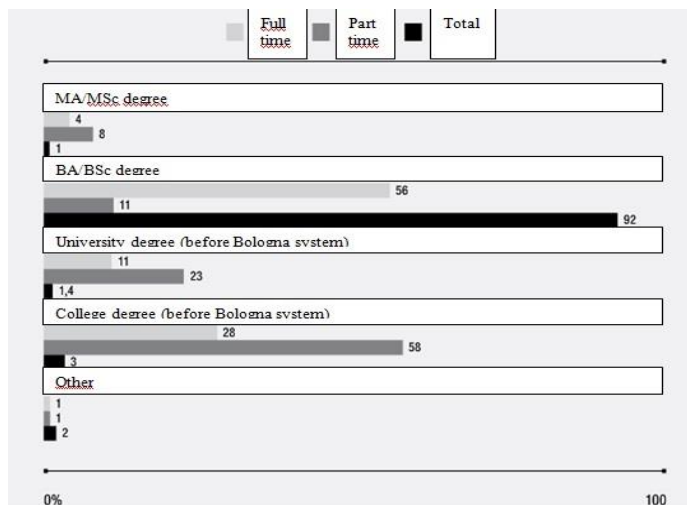 Full time
Part time
Total
MA/MSc degree
4
8
1
BA/BSc degree
56
11
92
University degree (before Bologna system)
11
23
1,4
College degree (before Bologna system)
28
58
3
Other
1
1
2
0%
100